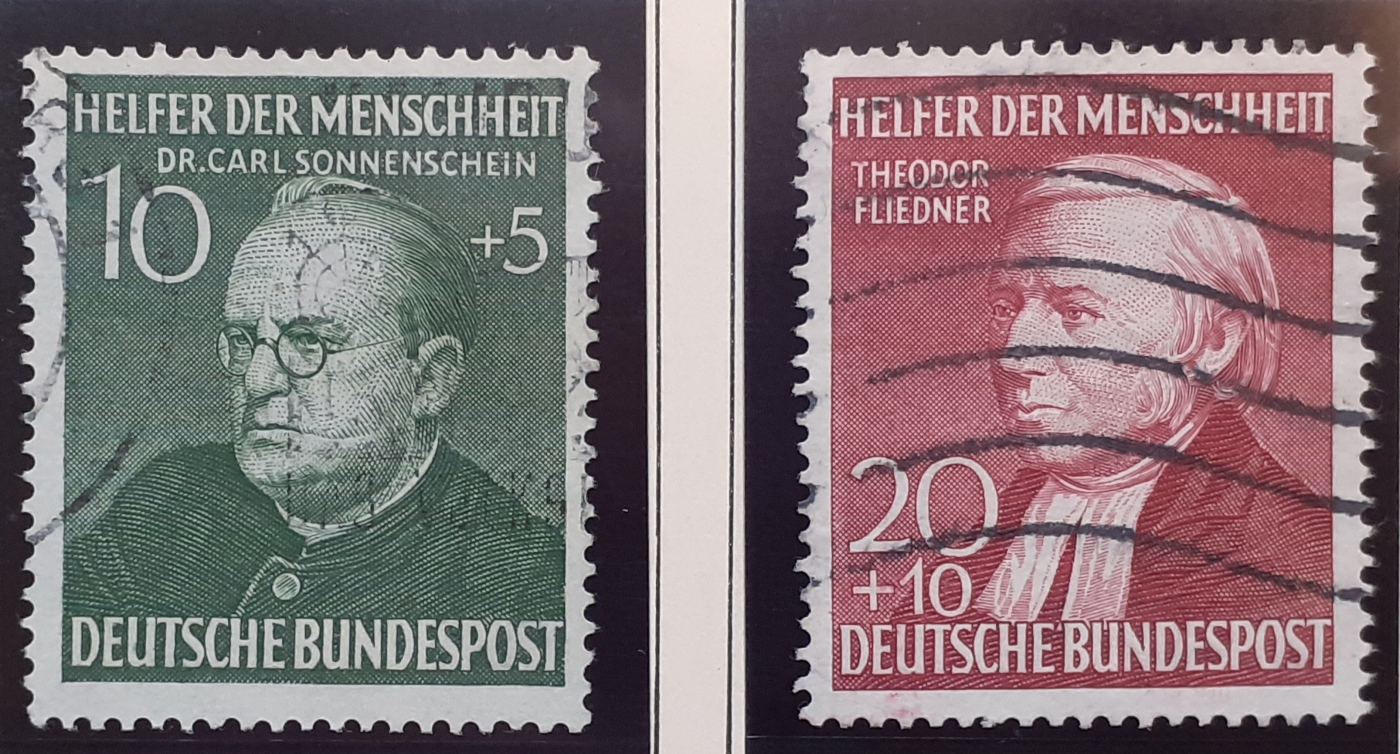 HELFER DER MENSCHHEIT
DR. CARL SONNENSCHEIN
10
+5
DEUTSCHE BUNDESPOST
HELFER DER MENSCHHEIT
THEODOR
FLIEDNER
20
+10
DEUTSCHE BUNDESPOST